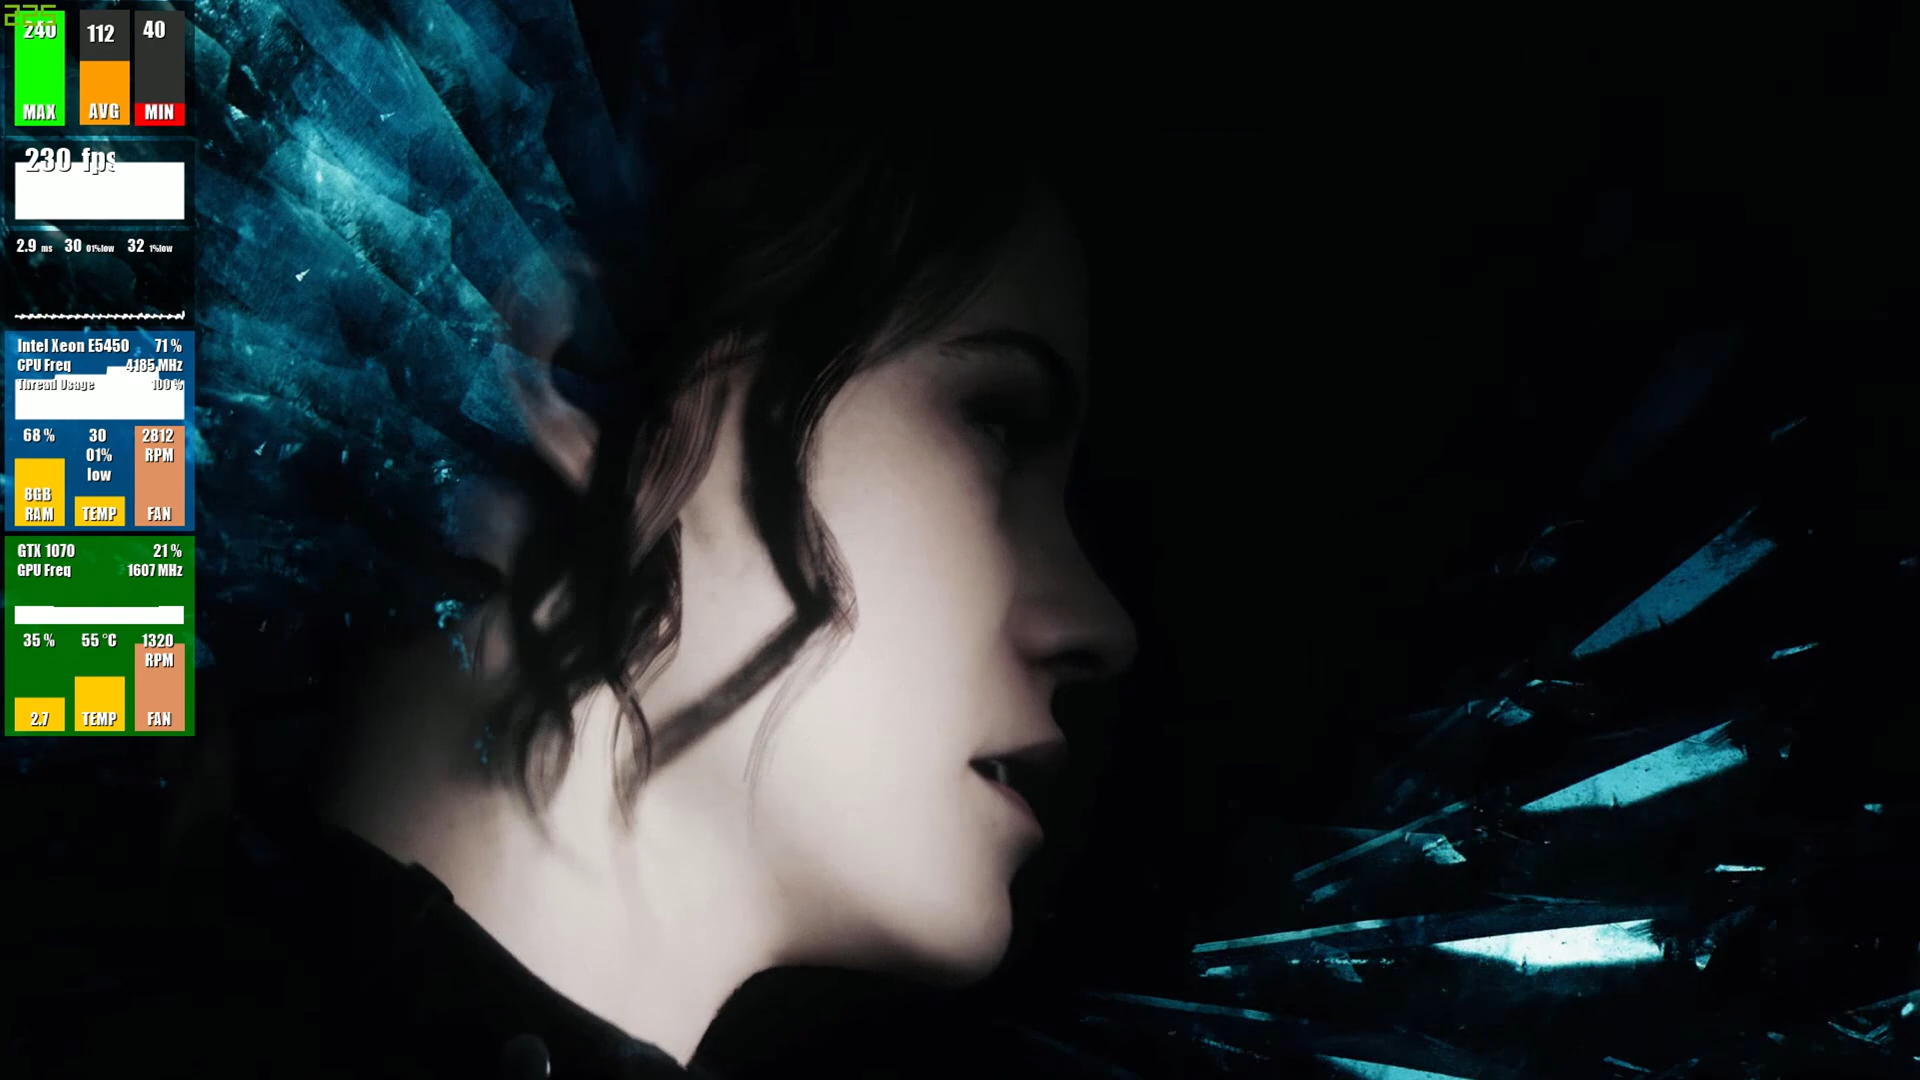 240 112 40
MAX AVG MIN
230 fps
2.9 ms 30 01%low 32 1%low
Intel Xeon E5450 71 %
CPU Freq 4185 MHz
Thread Usage 100 %
68 % 30 2812
01% RPM
low
8GB
RAM TEMP FAN
GTX 1070 21 %
GPU Freq 1607 MHz
35 % 55 °C 1320
RPM
2.7 TEMP FAN